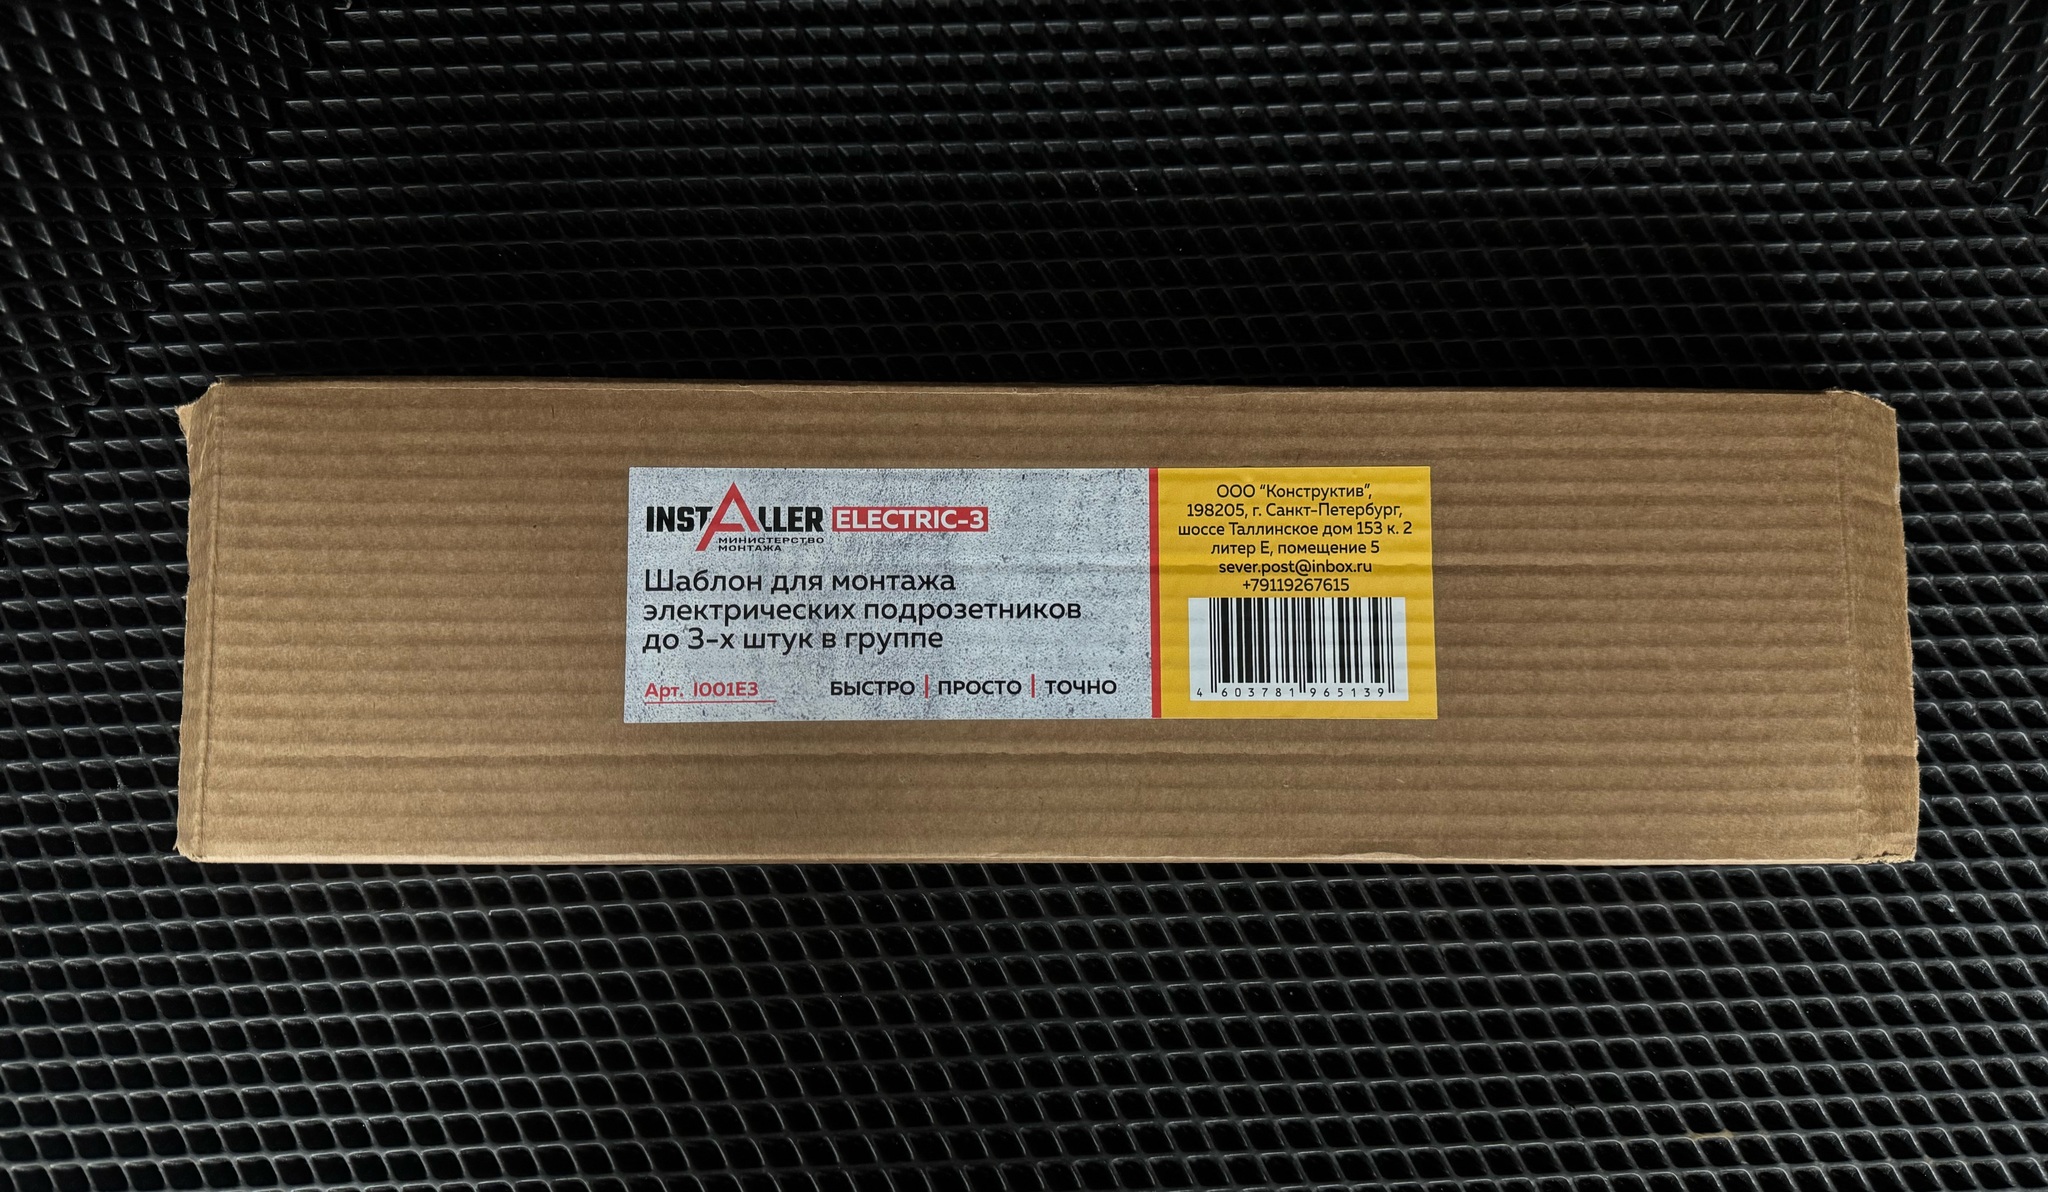 INSTALLER ELECTRIC-3
МИНИСТЕРСТВО
МОНТАЖА
Шаблон для монтажа
электрических подрозетников
до 3-х штук в группе
Арт. I001E3
БЫСТРО | ПРОСТО | ТОЧНО
ООО “Конструктив”,
198205, г. Санкт-Петербург,
шоссе Таллинское дом 153 к. 2
литер Е, помещение 5
sever.post@inbox.ru
+79119267615
4 603781 965139